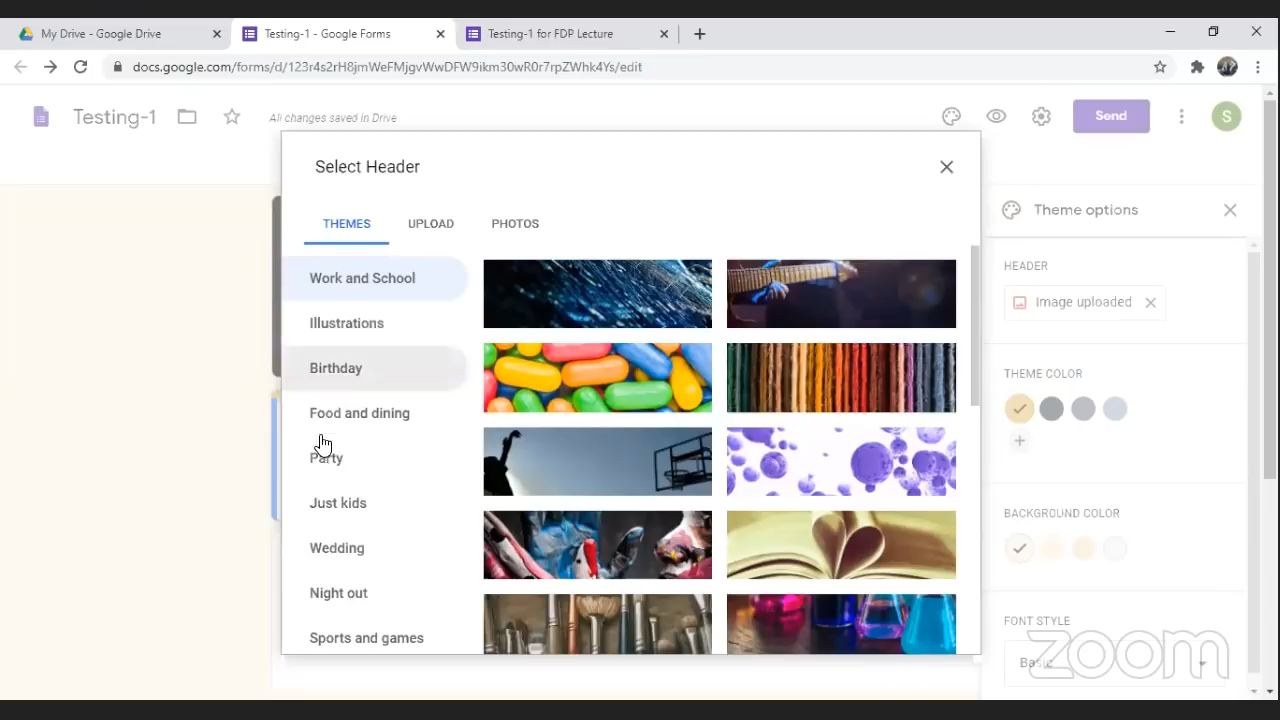 My Drive - Google Drive
Testing-1 - Google Forms
Testing-1 for FDP Lecture
docs.google.com/forms/d/123r4s2rH8jmWeFMjgvWwDFW9ikm30wR0r7rpZWhk4Ys/edit
Testing-1
All changes saved in Drive
Send
S
Select Header
THEMES
UPLOAD
PHOTOS
Work and School
Illustrations
Birthday
Food and dining
Party
Just kids
Wedding
Night out
Sports and games
Theme options
HEADER
Image uploaded
THEME COLOR
BACKGROUND COLOR
FONT STYLE
Basic
zoom